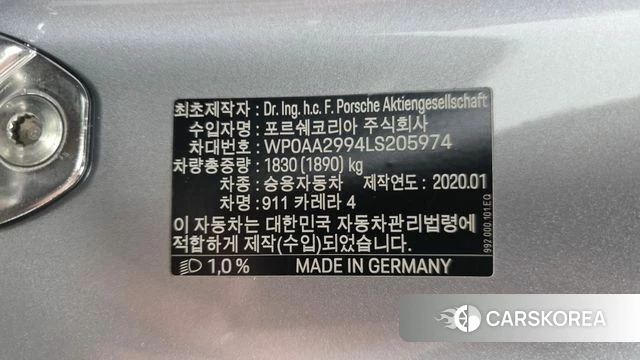 최초제작자 : Dr. Ing. h.c. F. Porsche Aktiengesellschaft
수입자명 : 포르쉐코리아 주식회사
차대번호 : WP0AA2994LS205974
차량총중량 : 1830 (1890) kg
차종 : 승용자동차 제작연도 : 2020.01
차명 : 911 카레라 4
이 자동차는 대한민국 자동차관리법령에
적합하게 제작(수입)되었습니다.
1,0 % MADE IN GERMANY
992.000.101.EQ
CARSKOREA